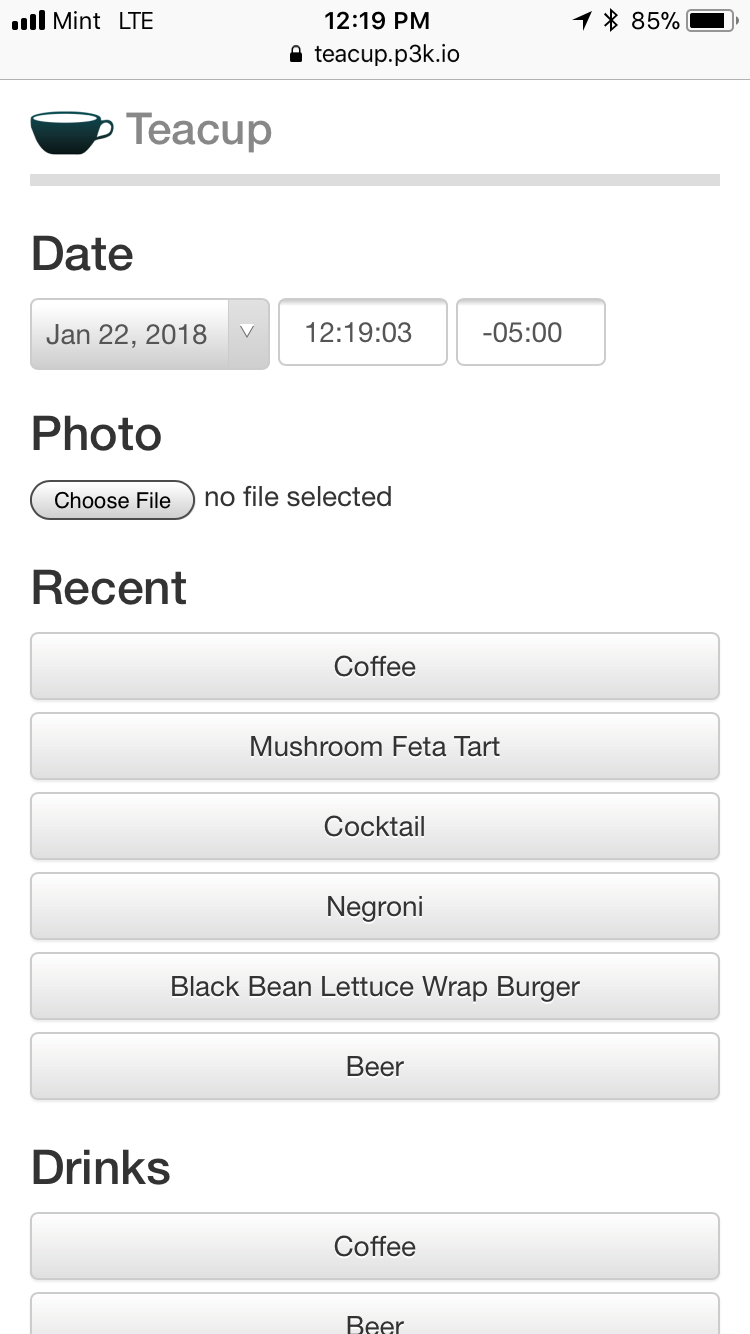 Mint LTE 12:19 PM 85%
teacup.p3k.io
Teacup
Date
Jan 22, 2018 12:19:03 -05:00
Photo
Choose File no file selected
Recent
Coffee
Mushroom Feta Tart
Cocktail
Negroni
Black Bean Lettuce Wrap Burger
Beer
Drinks
Coffee
Beer